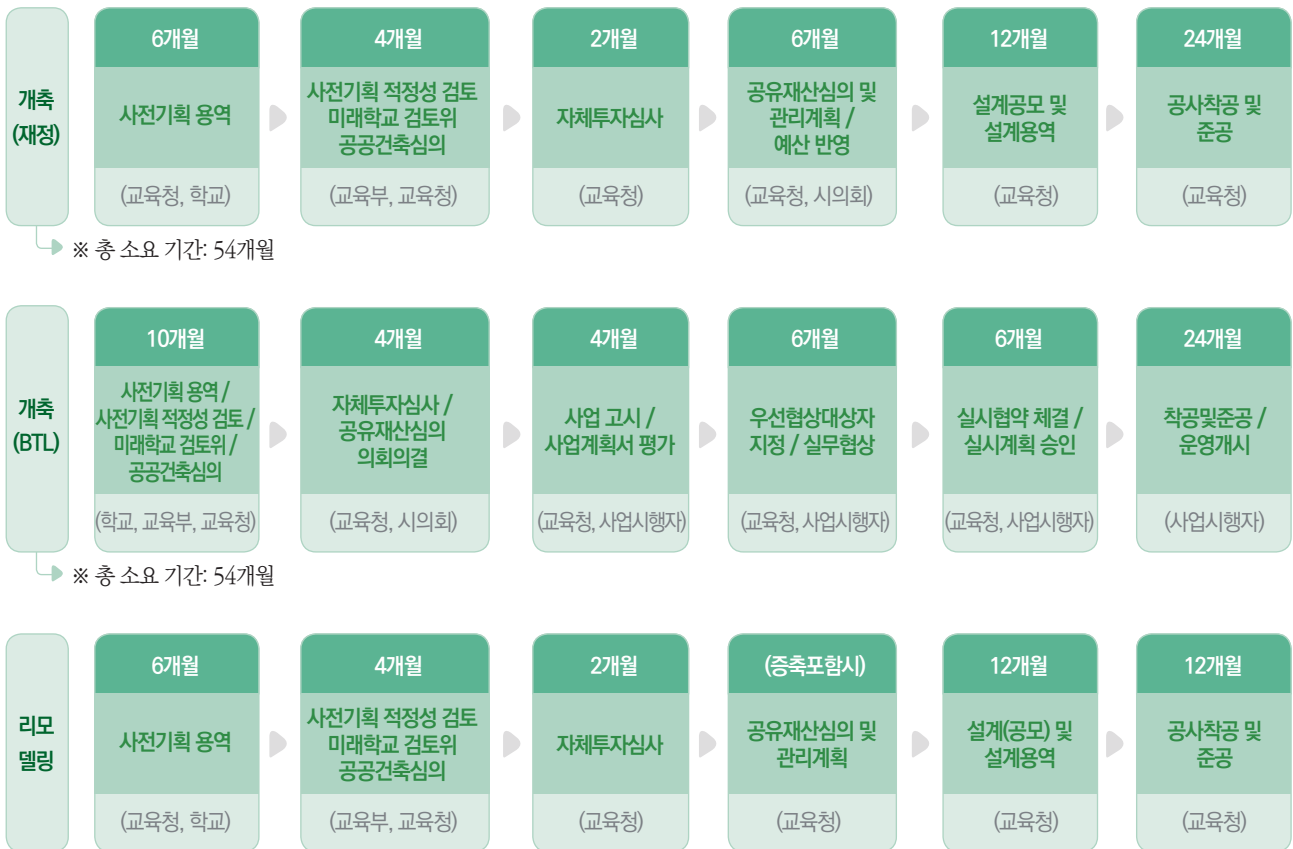 개축
(재정)
6개월
사전기획 용역
(교육청, 학교)
4개월
사전기획 적정성 검토
미래학교 검토위
공공건축심의
(교육부, 교육청)
2개월
자체투자심사
(교육청)
6개월
공유재산심의 및
관리계획 /
예산 반영
(교육청, 시의회)
12개월
설계공모 및
설계용역
(교육청)
24개월
공사착공 및
준공
(교육청)
※ 총 소요 기간: 54개월
개축
(BTL)
10개월
사전기획 용역 /
사전기획 적정성 검토 /
미래학교 검토위 /
공공건축심의
(학교, 교육부, 교육청)
4개월
자체투자심사 /
공유재산심의
의회의결
(교육청, 시의회)
4개월
사업 고시 /
사업계획서 평가
(교육청, 사업시행자)
6개월
우선협상대상자
지정 / 실무협상
(교육청, 사업시행자)
6개월
실시협약 체결 /
실시계획 승인
(교육청, 사업시행자)
24개월
착공및준공 /
운영개시
(사업시행자)
※ 총 소요 기간: 54개월
리모
델링
6개월
사전기획 용역
(교육청, 학교)
4개월
사전기획 적정성 검토
미래학교 검토위
공공건축심의
(교육부, 교육청)
2개월
자체투자심사
(교육청)
(증축포함시)
공유재산심의 및
관리계획
(교육청)
12개월
설계(공모) 및
설계용역
(교육청)
12개월
공사착공 및
준공
(교육청)